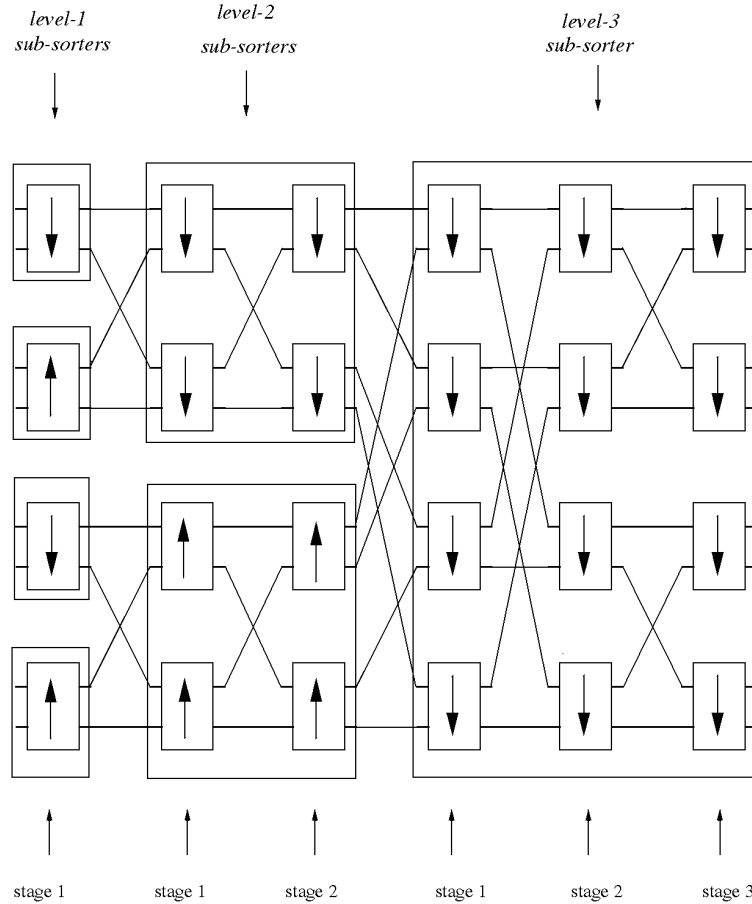 level-1
sub-sorters
level-2
sub-sorters
level-3
sub-sorter
stage 1
stage 1
stage 2
stage 1
stage 2
stage 3